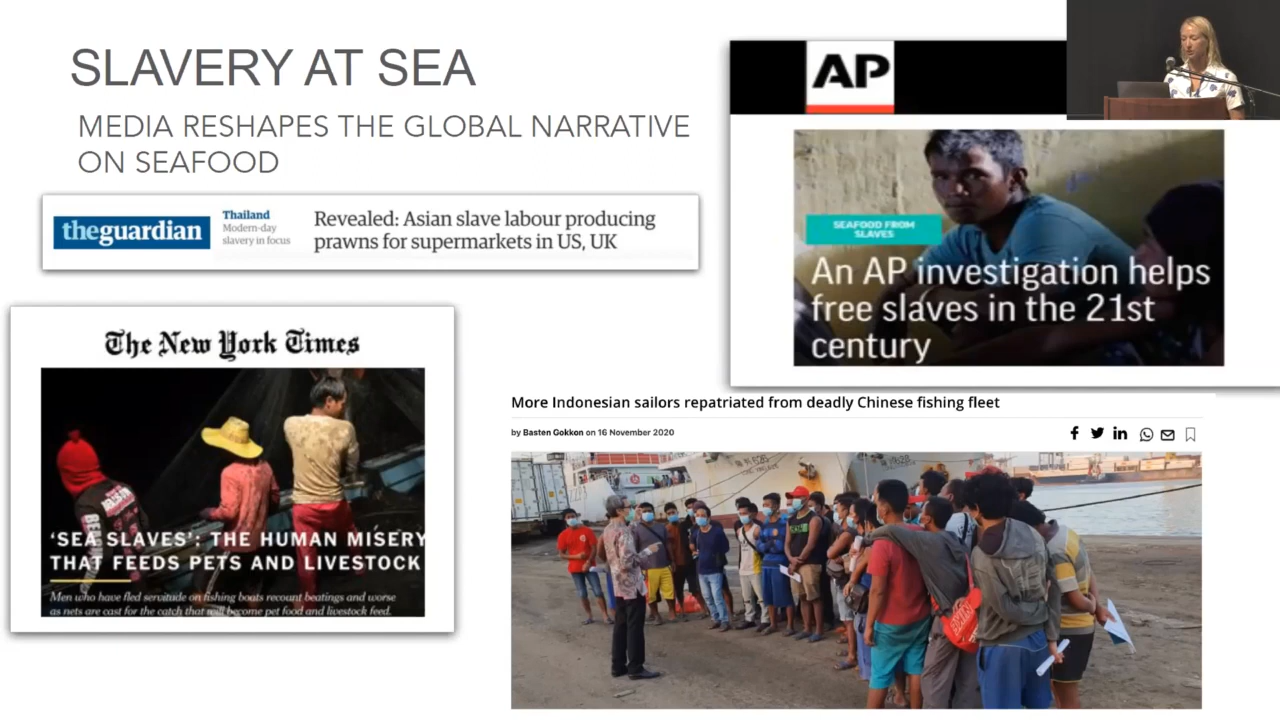 SLAVERY AT SEA
MEDIA RESHAPES THE GLOBAL NARRATIVE
ON SEAFOOD
theguardian
Thailand
Modern-day
slavery in focus
Revealed: Asian slave labour producing
prawns for supermarkets in US, UK
AP
SEAFOOD FROM
SLAVES
An AP investigation helps
free slaves in the 21st
century
The New York Times
'SEA SLAVES': THE HUMAN MISERY
THAT FEEDS PETS AND LIVESTOCK
Men who have fled servitude on fishing boats recount beatings and worse
as nets are cast for the catch that will become pet food and livestock feed.
More Indonesian sailors repatriated from deadly Chinese fishing fleet
by Basten Gokkon on 16 November 2020